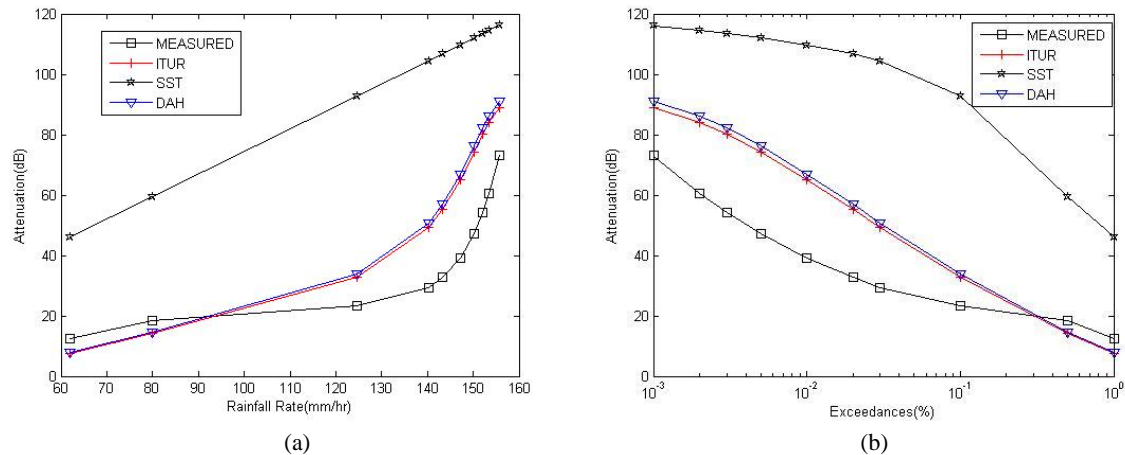 120
100
80
60
40
20
0
Attenuation(dB)
MEASURED
ITUR
SST
DAH
60 70 80 90 100 110 120 130 140 150 160
Rainfall Rate(mm/hr)
(a)
120
100
80
60
40
20
0
Attenuation(dB)
MEASURED
ITUR
SST
DAH
10⁻³ 10⁻² 10⁻¹ 10⁰
Exceedances(%)
(b)